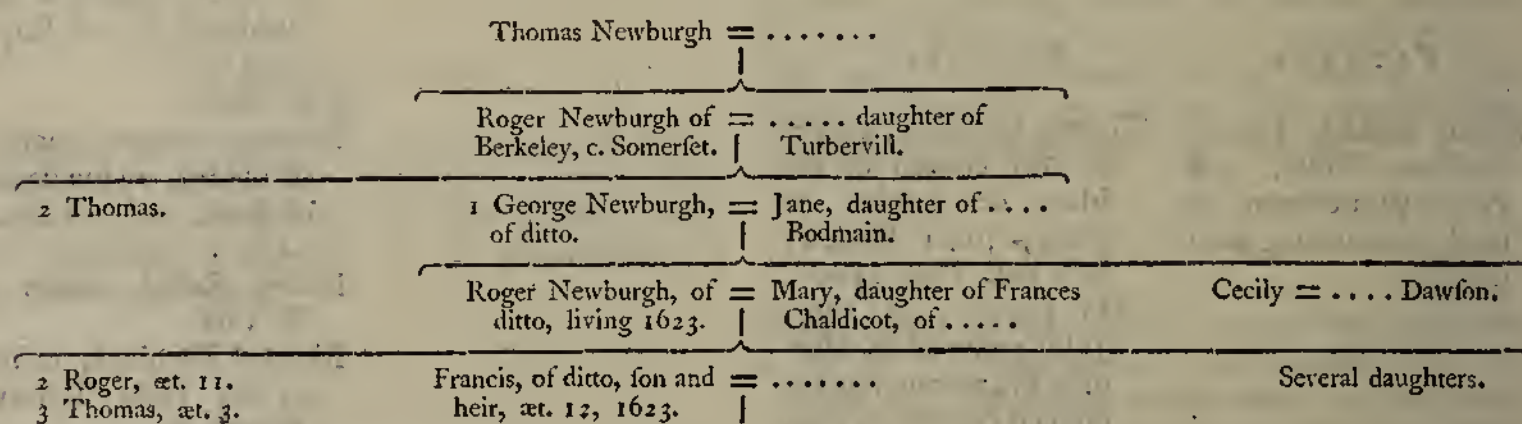 Thomas Newburgh = .......
Roger Newburgh of = ..... daughter of
Berkeley, c. Somerſet. Turbervill.
2 Thomas. 1 George Newburgh, = Jane, daughter of ....
of ditto. Bodmain.
Roger Newburgh, of = Mary, daughter of Frances Cecily = .... Dawſon.
ditto, living 1623. Chaldicot, of .....
2 Roger, æt. 11. Francis, of ditto, ſon and = ....... Several daughters.
3 Thomas, æt. 3. heir, æt. 12, 1623.